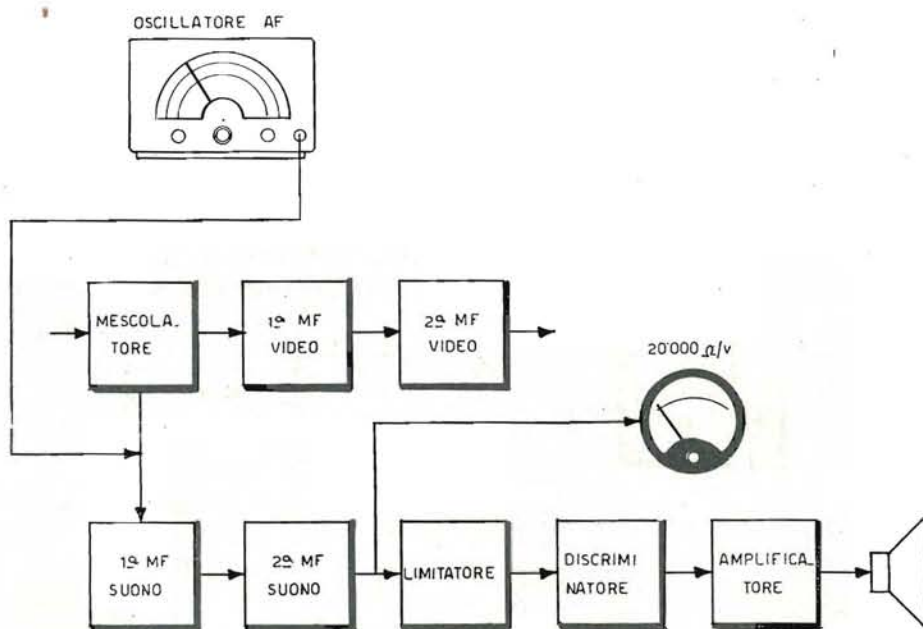 OSCILLATORE AF
MESCOLA_
TORE
1ª MF
VIDEO
2ª MF
VIDEO
20'000 Ω/v
1ª MF
SUONO
2ª MF
SUONO
LIMITATORE
DISCRIMI
NATORE
AMPLIFICA_
TORE